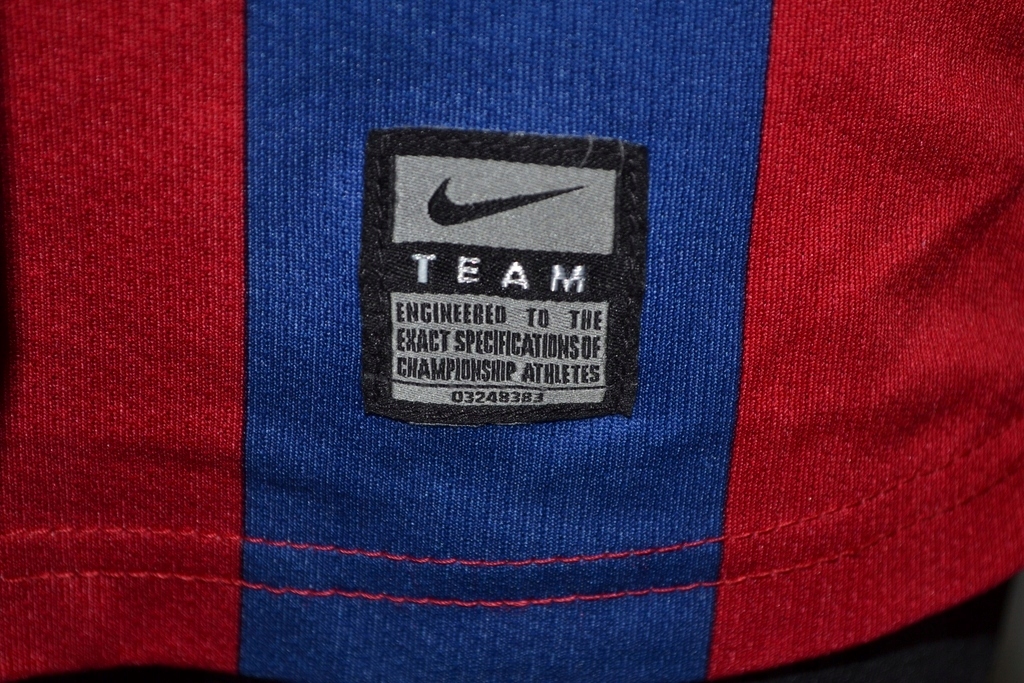 TEAM
ENGINEERED TO THE
EXACT SPECIFICATIONS OF
CHAMPIONSHIP ATHLETES
03248383